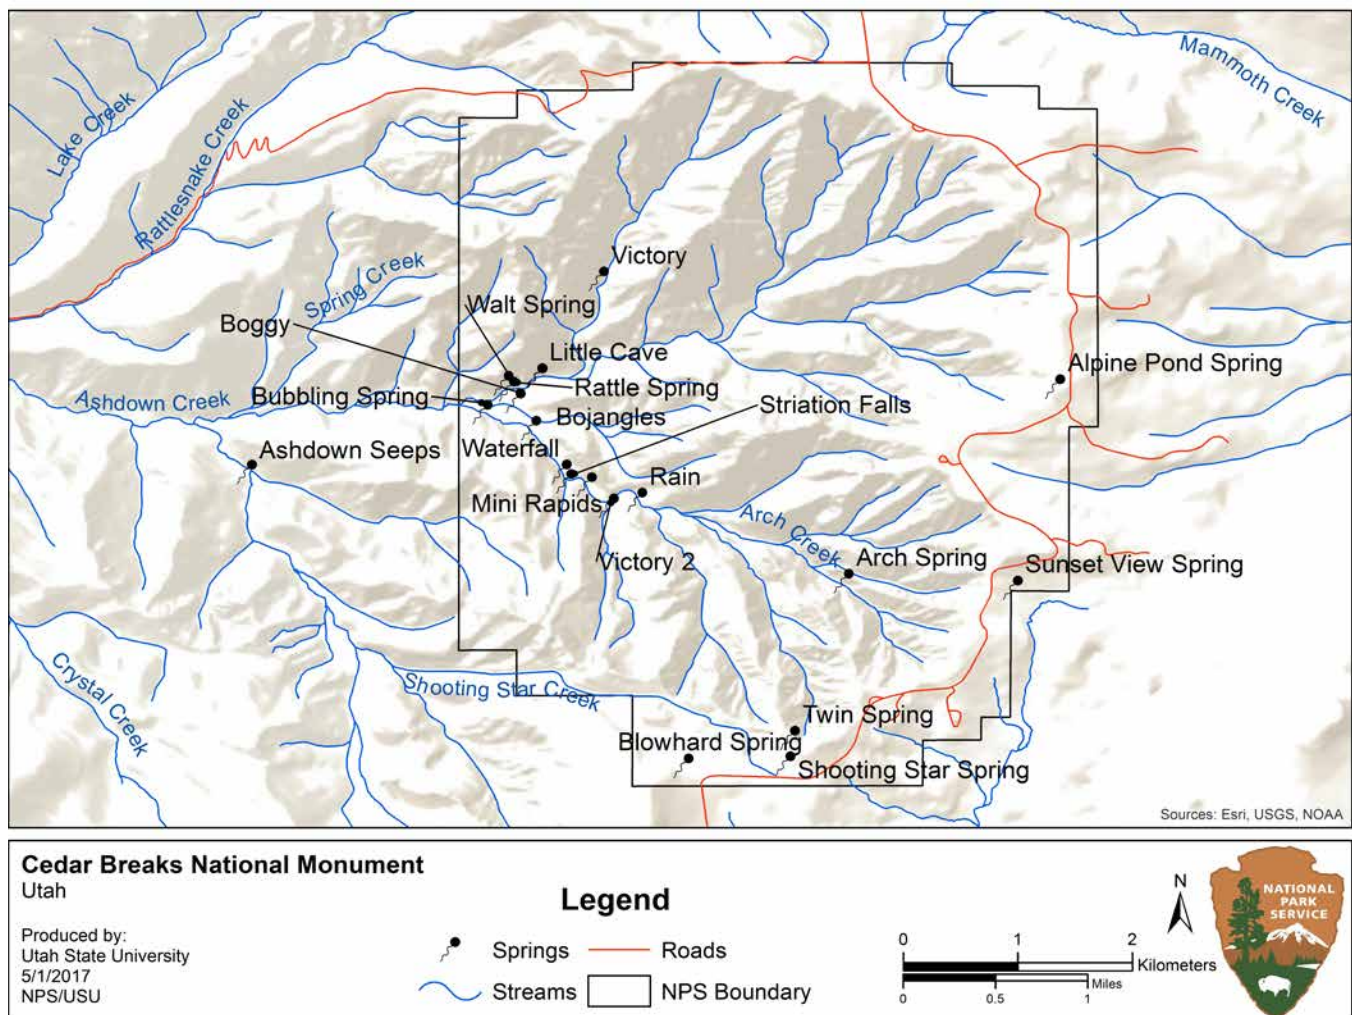 Mammoth Creek
Lake Creek
Rattlesnake Creek
Victory
Spring Creek
Walt Spring
Boggy
Little Cave
Alpine Pond Spring
Rattle Spring
Ashdown Creek
Bubbling Spring
Striation Falls
Bojangles
Ashdown Seeps
Waterfall
Rain
Mini Rapids
Arch Creek
Victory 2
Arch Spring
Sunset View Spring
Crystal Creek
Shooting Star Creek
Twin Spring
Blowhard Spring
Shooting Star Spring
Sources: Esri, USGS, NOAA
Cedar Breaks National Monument
Utah
Produced by:
Utah State University
5/1/2017
NPS/USU
Legend
Springs
Roads
Streams
NPS Boundary
N
0 1 2
Kilometers
Miles
0 0.5 1
NATIONAL
PARK
SERVICE